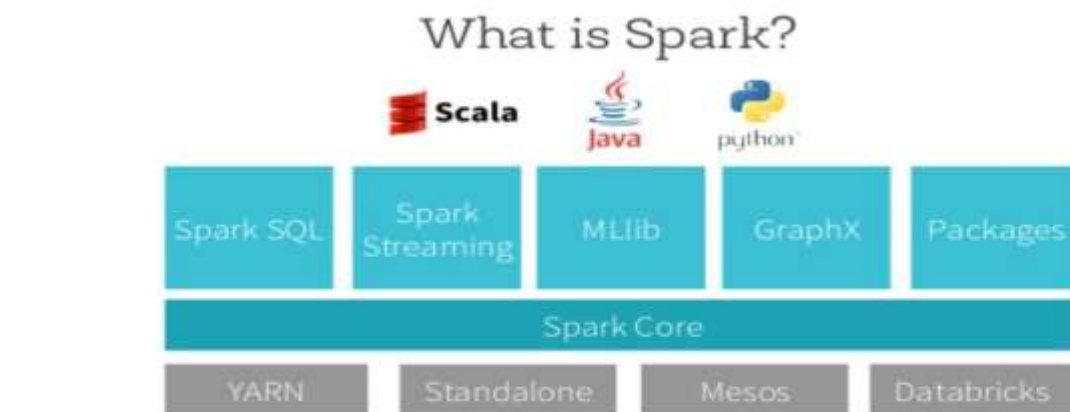 What is Spark?
Scala
Java
python
Spark SQL
Spark
Streaming
MLlib
GraphX
Packages
Spark Core
YARN
Standalone
Mesos
Databricks